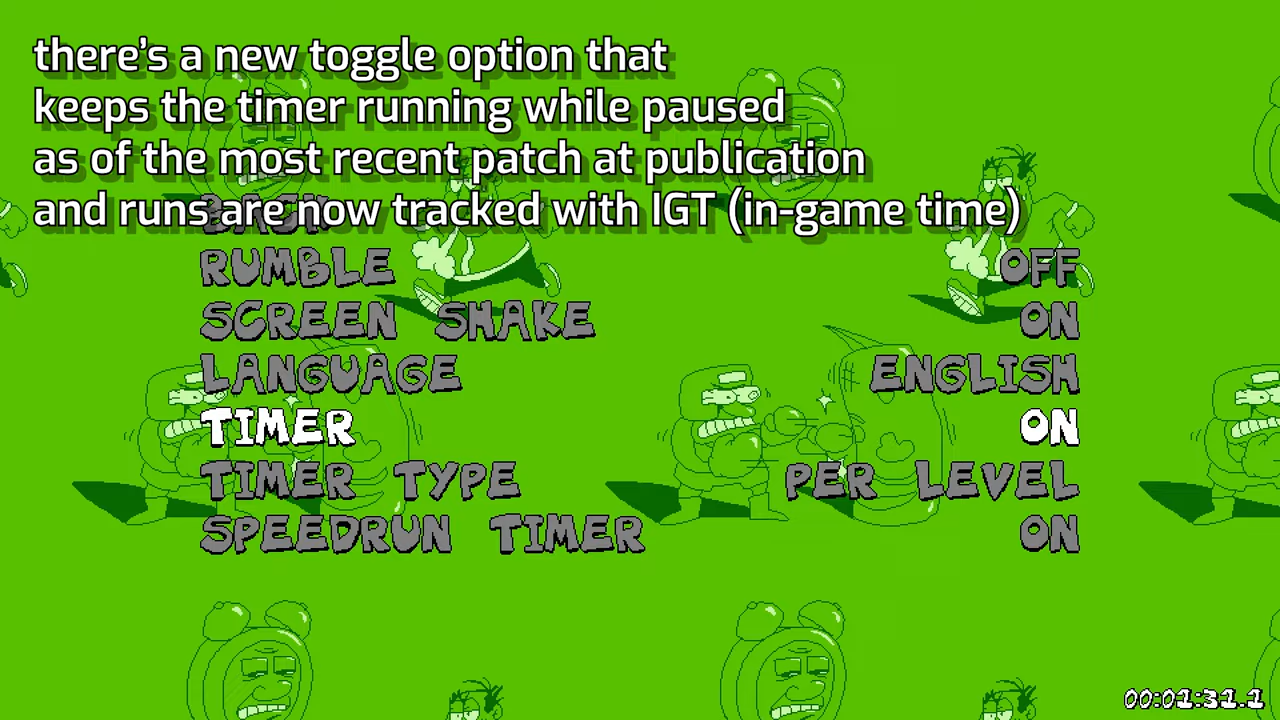 there's a new toggle option that
keeps the timer running while paused
as of the most recent patch at publication
and runs are now tracked with IGT (in-game time)
BACK
RUMBLE OFF
SCREEN SHAKE ON
LANGUAGE ENGLISH
TIMER ON
TIMER TYPE PER LEVEL
SPEEDRUN TIMER ON
00:01:31.1